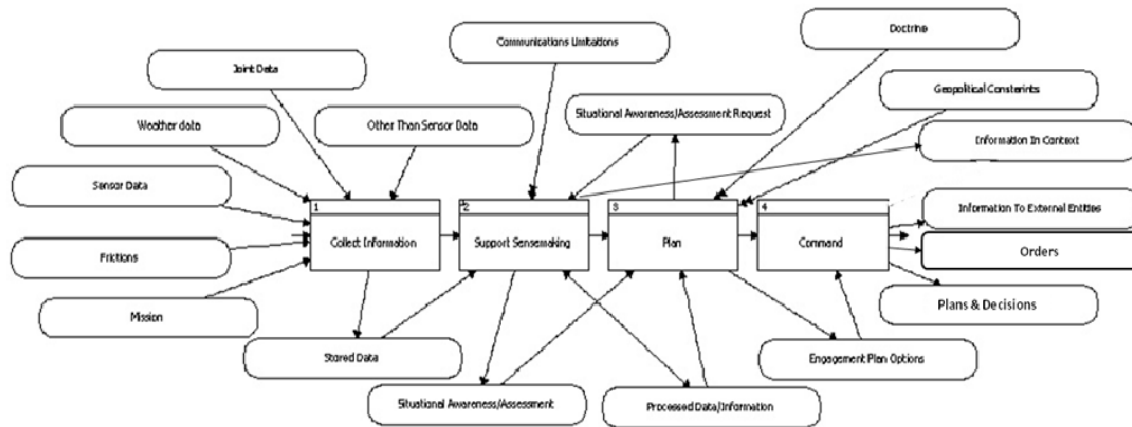 Doctrine
Communications Limitations
Joint Data
Geopolitical Constraints
Situational Awareness/Assessment Request
Weather data
Other Than Sensor Data
Information In Context
Sensor Data
1
2
3
4
Information To External Entities
Collect Information
Support Sensemaking
Plan
Command
Orders
Frictions
Plans & Decisions
Mission
Stored Data
Engagement Plan Options
Situational Awareness/Assessment
Processed Data/Information